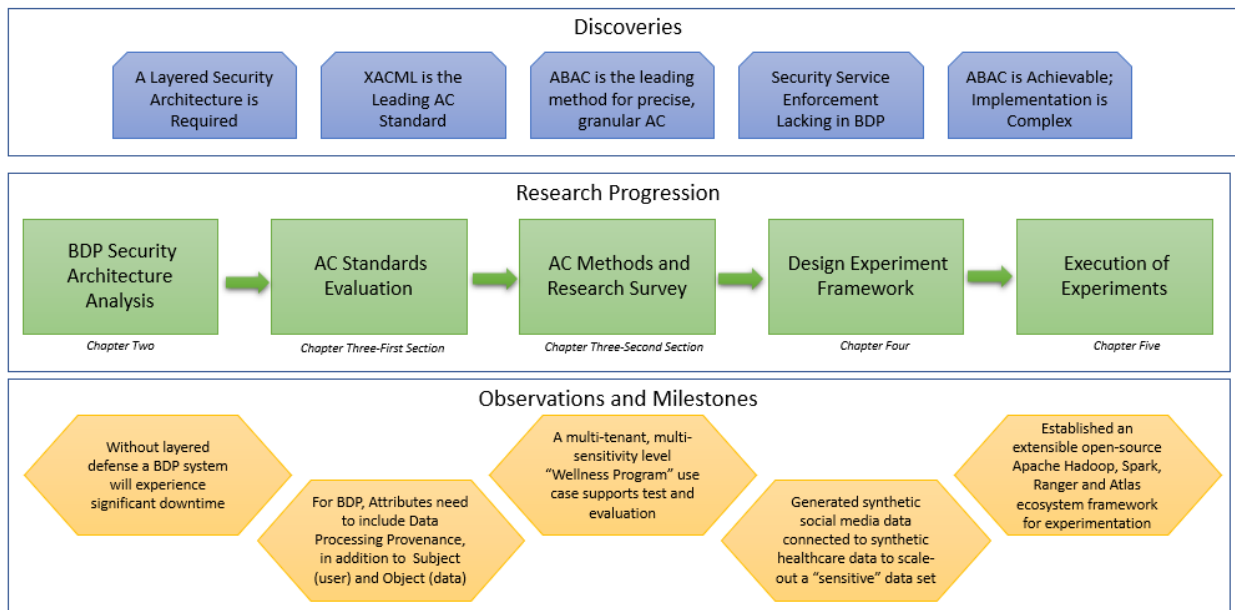 Discoveries
A Layered Security
Architecture is
Required
XACML is the
Leading AC
Standard
ABAC is the leading
method for precise,
granular AC
Security Service
Enforcement
Lacking in BDP
ABAC is Achievable;
Implementation is
Complex
Research Progression
BDP Security
Architecture
Analysis
AC Standards
Evaluation
AC Methods and
Research Survey
Design Experiment
Framework
Execution of
Experiments
Chapter Two
Chapter Three-First Section
Chapter Three-Second Section
Chapter Four
Chapter Five
Observations and Milestones
Without layered
defense a BDP system
will experience
significant downtime
For BDP, Attributes need
to include Data
Processing Provenance,
in addition to Subject
(user) and Object (data)
A multi-tenant, multi-
sensitivity level
“Wellness Program” use
case supports test and
evaluation
Generated synthetic
social media data
connected to synthetic
healthcare data to scale-
out a “sensitive” data set
Established an
extensible open-source
Apache Hadoop, Spark,
Ranger and Atlas
ecosystem framework
for experimentation